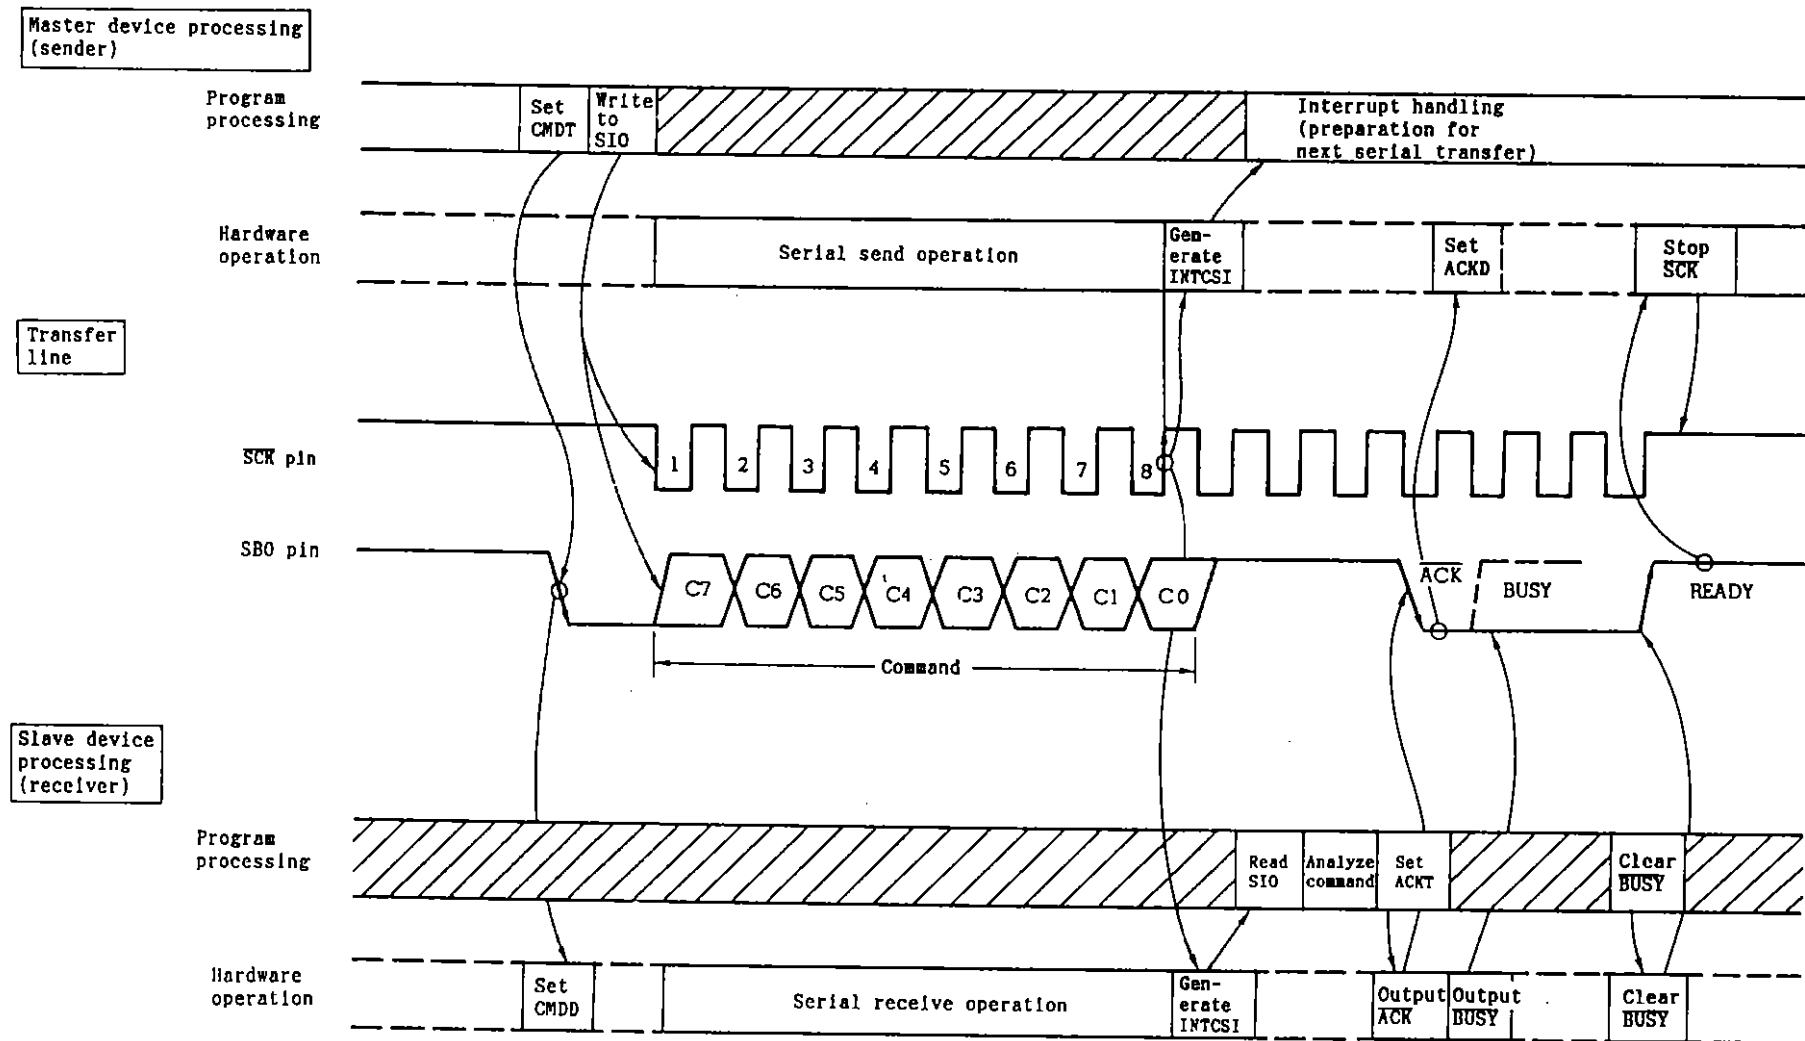 Master device processing
(sender)
Program
processing
Set
CMDT
Write
to
SIO
Interrupt handling
(preparation for
next serial transfer)
Hardware
operation
Serial send operation
Gen-
erate
INTCSI
Set
ACKD
Stop
SCK
Transfer
line
SCK pin
1 2 3 4 5 6 7 8
SB0 pin
C7 C6 C5 C4 C3 C2 C1 C0
ACK
BUSY
READY
Command
Slave device
processing
(receiver)
Program
processing
Read
SIO
Analyze
command
Set
ACKT
Clear
BUSY
Hardware
operation
Set
CMDD
Serial receive operation
Gen-
erate
INTCSI
Output
ACK
Output
BUSY
Clear
BUSY